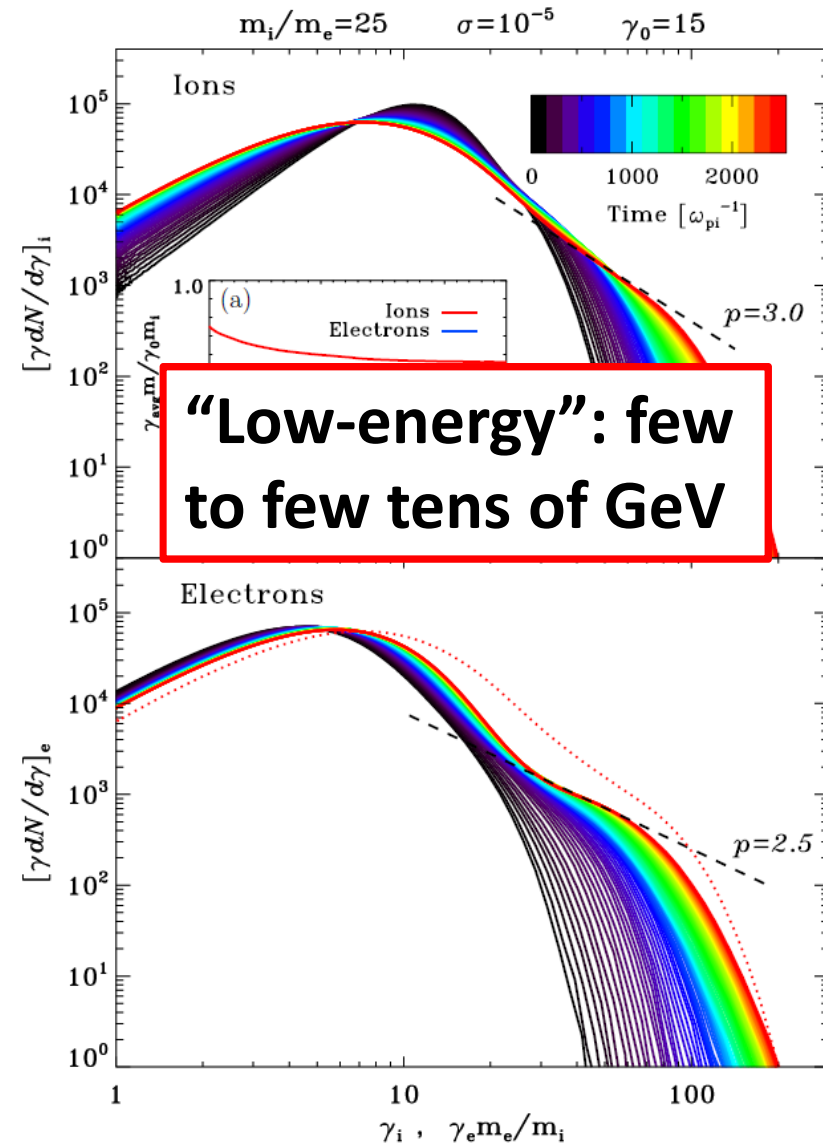 m_i/m_e=25 σ=10^-5 γ_0=15
Ions
10^5
10^4
10^3
10^2
10^1
10^0
[γdN/dγ]_i
0 1000 2000
Time [ω_pi^-1]
p=3.0
1.0
(a)
Ions
Electrons
γ_avg m/γ_0 m_i
“Low-energy”: few
to few tens of GeV
Electrons
10^5
10^4
10^3
10^2
10^1
10^0
[γdN/dγ]_e
p=2.5
1 10 100
γ_i , γ_e m_e/m_i